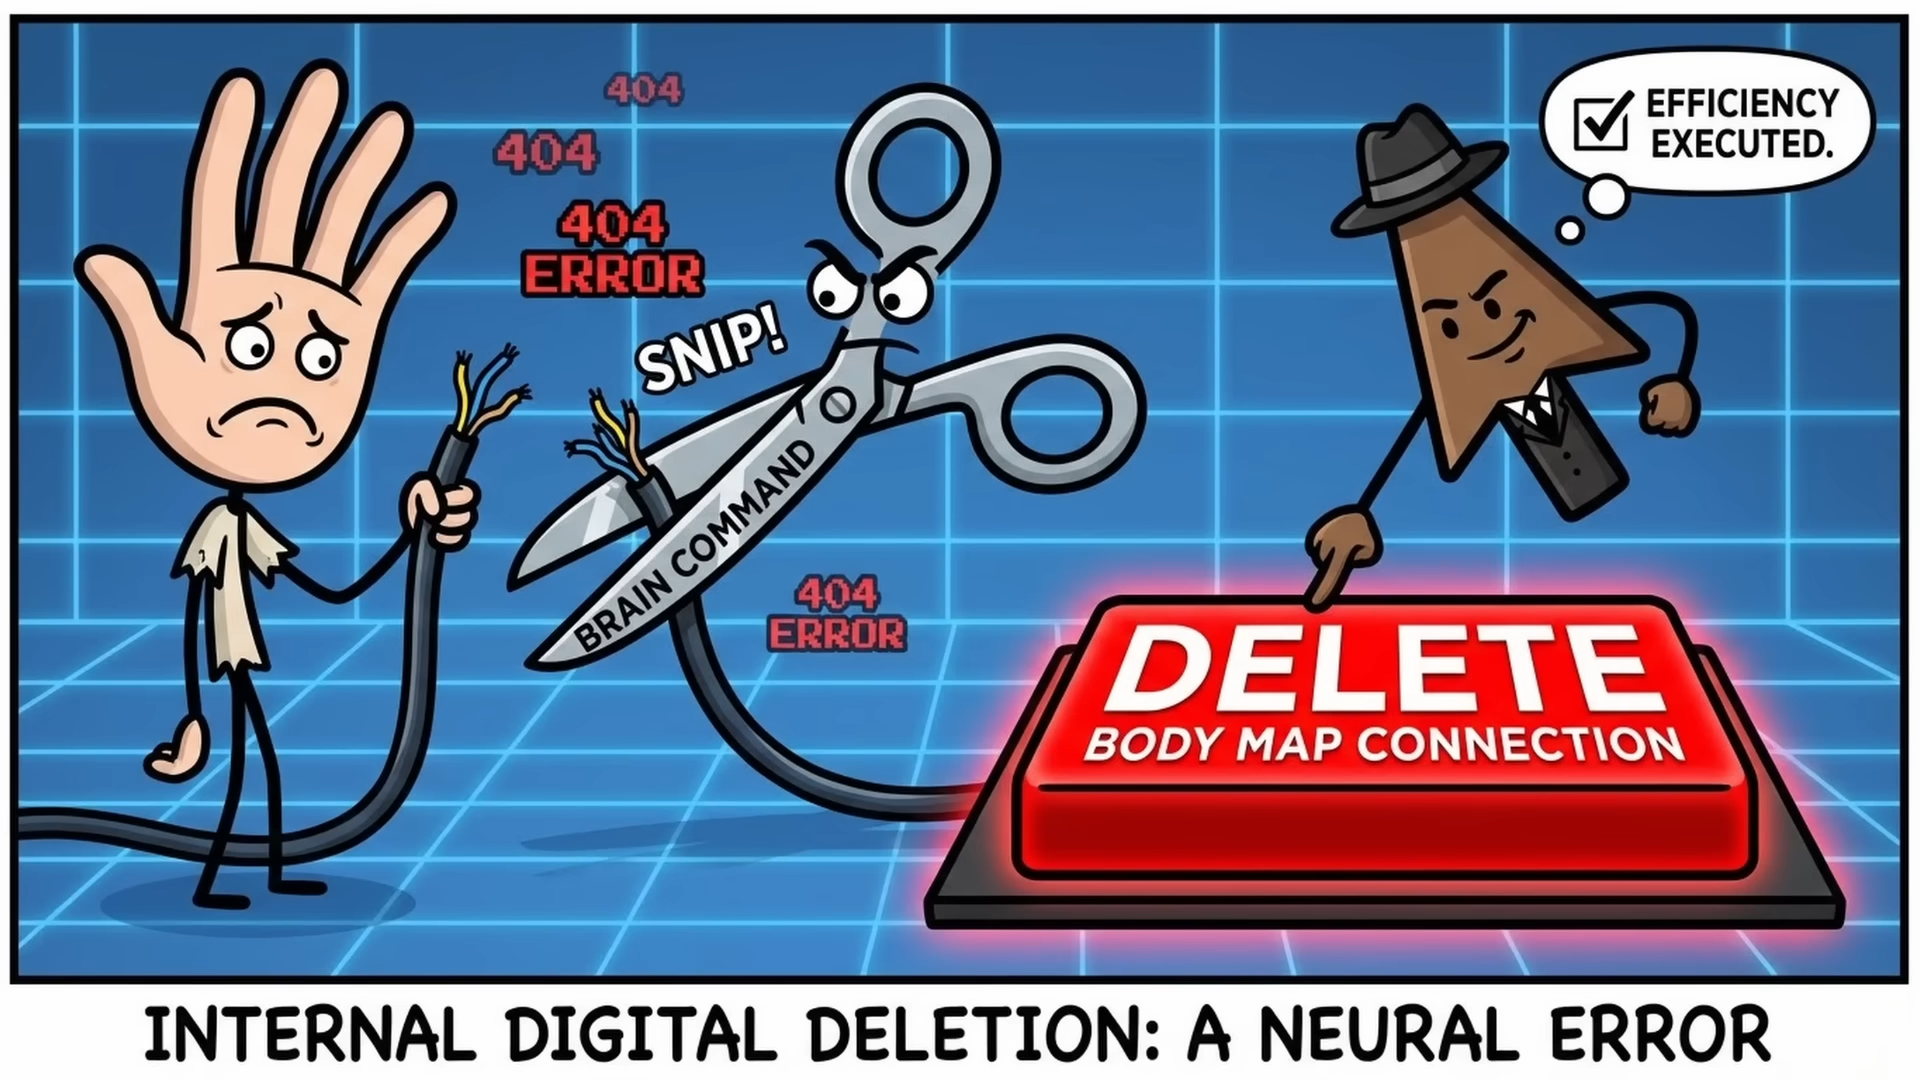 404
404
404
ERROR
SNIP!
BRAIN COMMAND
404
ERROR
EFFICIENCY
EXECUTED.
DELETE
BODY MAP CONNECTION
INTERNAL DIGITAL DELETION: A NEURAL ERROR